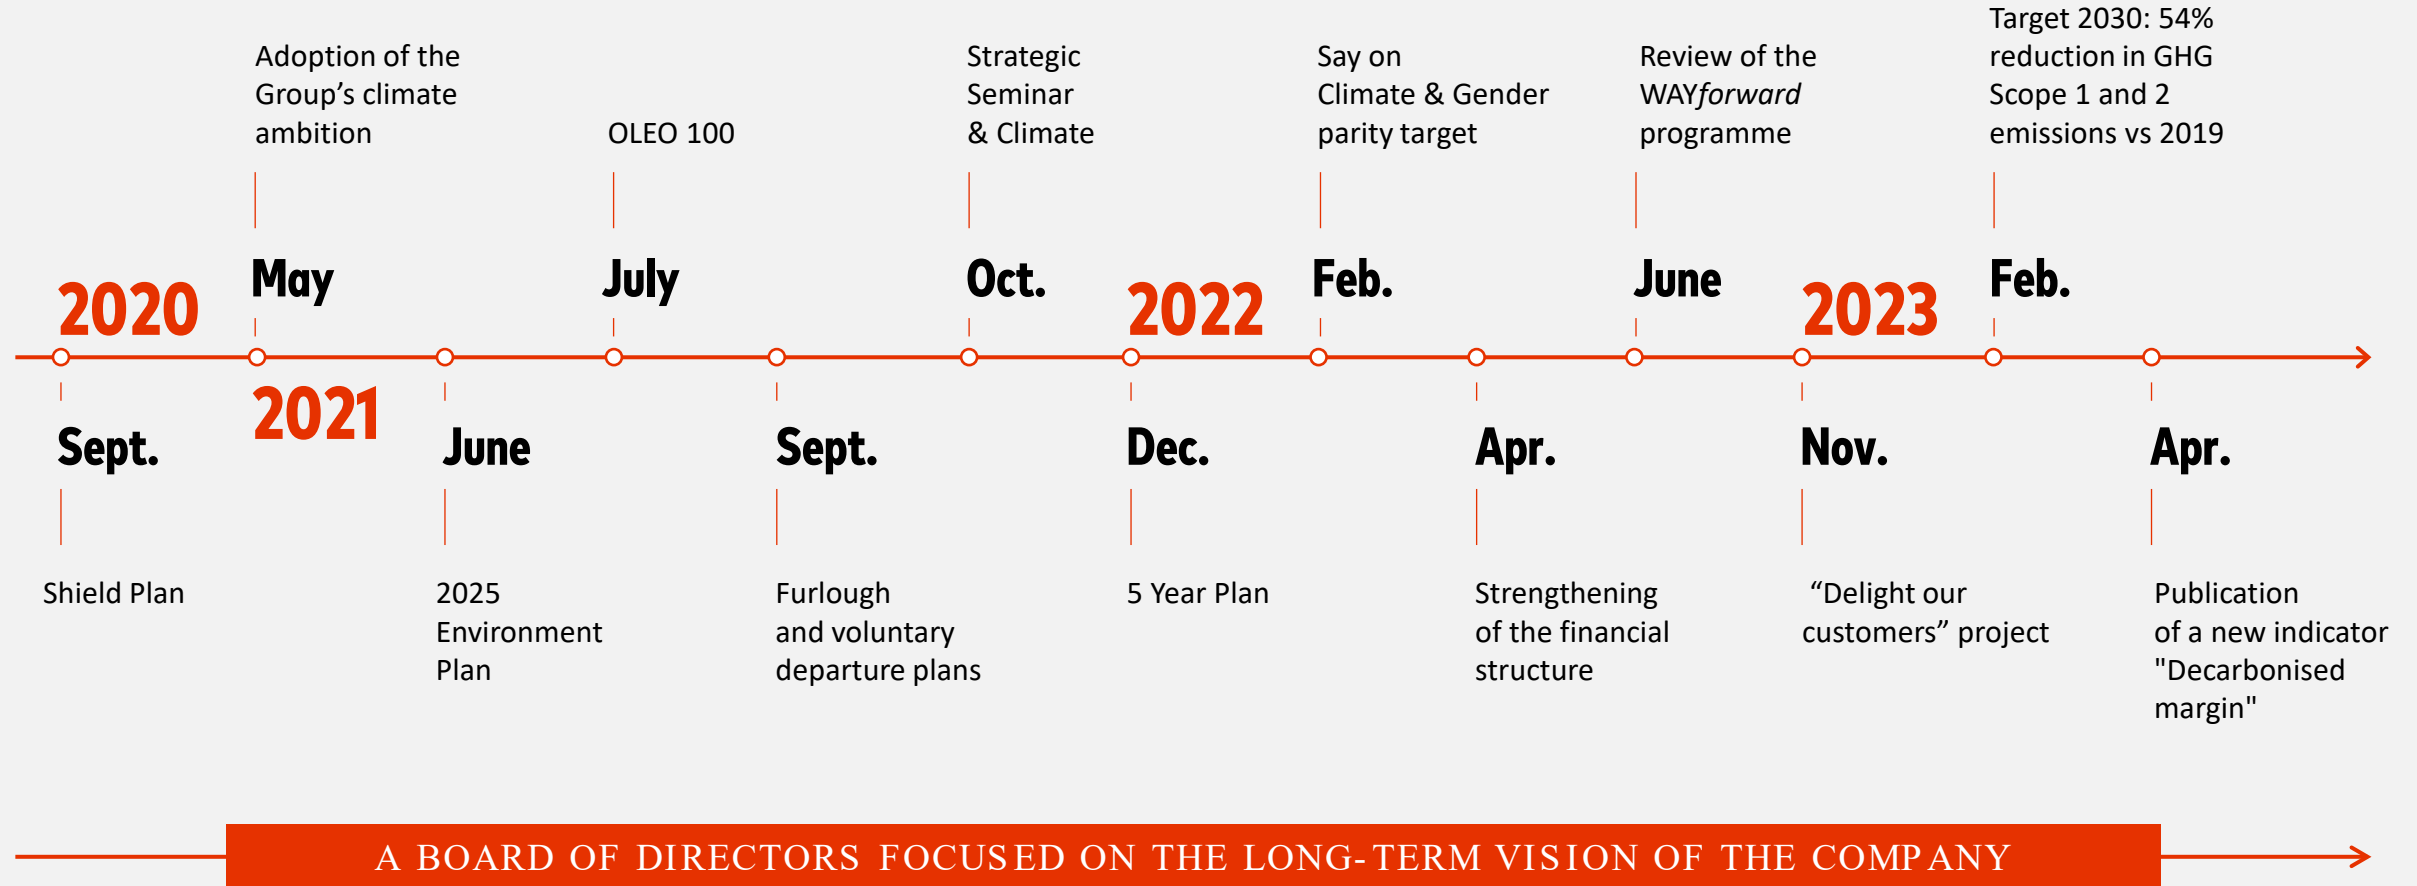 Adoption of the
Group’s climate
ambition
OLEO 100
Strategic
Seminar
& Climate
Say on
Climate & Gender
parity target
Review of the
WAYforward
programme
Target 2030: 54%
reduction in GHG
Scope 1 and 2
emissions vs 2019
2020
May
July
Oct.
2022
Feb.
June
2023
Feb.
Sept.
2021
June
Sept.
Dec.
Apr.
Nov.
Apr.
Shield Plan
2025
Environment
Plan
Furlough
and voluntary
departure plans
5 Year Plan
Strengthening
of the financial
structure
“Delight our
customers” project
Publication
of a new indicator
"Decarbonised
margin"
A BOARD OF DIRECTORS FOCUSED ON THE LONG-TERM VISION OF THE COMPANY